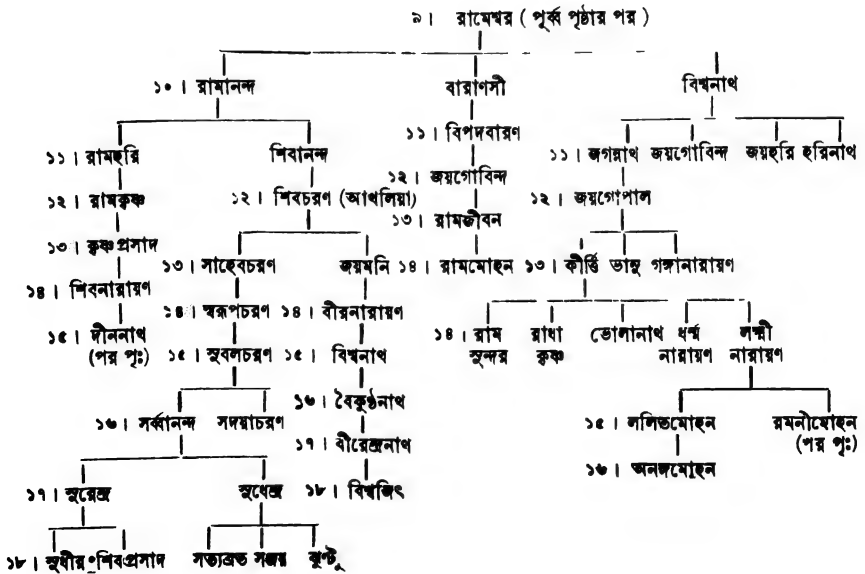 ৯। রামেশ্বর ( পূর্ব্ব পৃষ্ঠার পর )
১০। রামানন্দ বারাণসী বিশ্বনাথ
১১। বিপদবারণ
১১। রামহরি শিবানন্দ ১১। জগন্নাথ জয়গোবিন্দ জয়হরি হরিনাথ
১২। জয়গোবিন্দ
১২। রামকৃষ্ণ ১২। শিবচরণ (আখলিয়া) ১২। জয়গোপাল
১৩। রামজীবন
১৩। কৃষ্ণপ্রসাদ ১৩। সাহেবচরণ জয়মনি ১৪। রামমোহন ১৩। কীর্ত্তি ভানু গঙ্গানারায়ণ
১৪। শিবনারায়ণ
১৪। স্বরূপচরণ ১৪। বীরনারায়ণ
১৫। দীননাথ ১৪। রাম রাধা ভোলানাথ ধর্ম্ম লক্ষ্মী
(পর পৃঃ) সুন্দর কৃষ্ণ নারায়ণ নারায়ণ
১৫। সুবলচরণ ১৫। বিশ্বনাথ
১৬। বৈকুণ্ঠনাথ
১৬। সর্ব্বানন্দ সদয়াচরণ ১৫। ললিতমোহন রমনীমোহন
(পর পৃঃ)
১৭। বীরেন্দ্রনাথ
১৬। অনঙ্গমোহন
১৭। সুরেন্দ্র সুখেন্দ্র ১৮। বিশ্বজিৎ
১৮। সুধীর শিবপ্রসাদ সত্যব্রত সঞ্জয় ঝুণ্টু